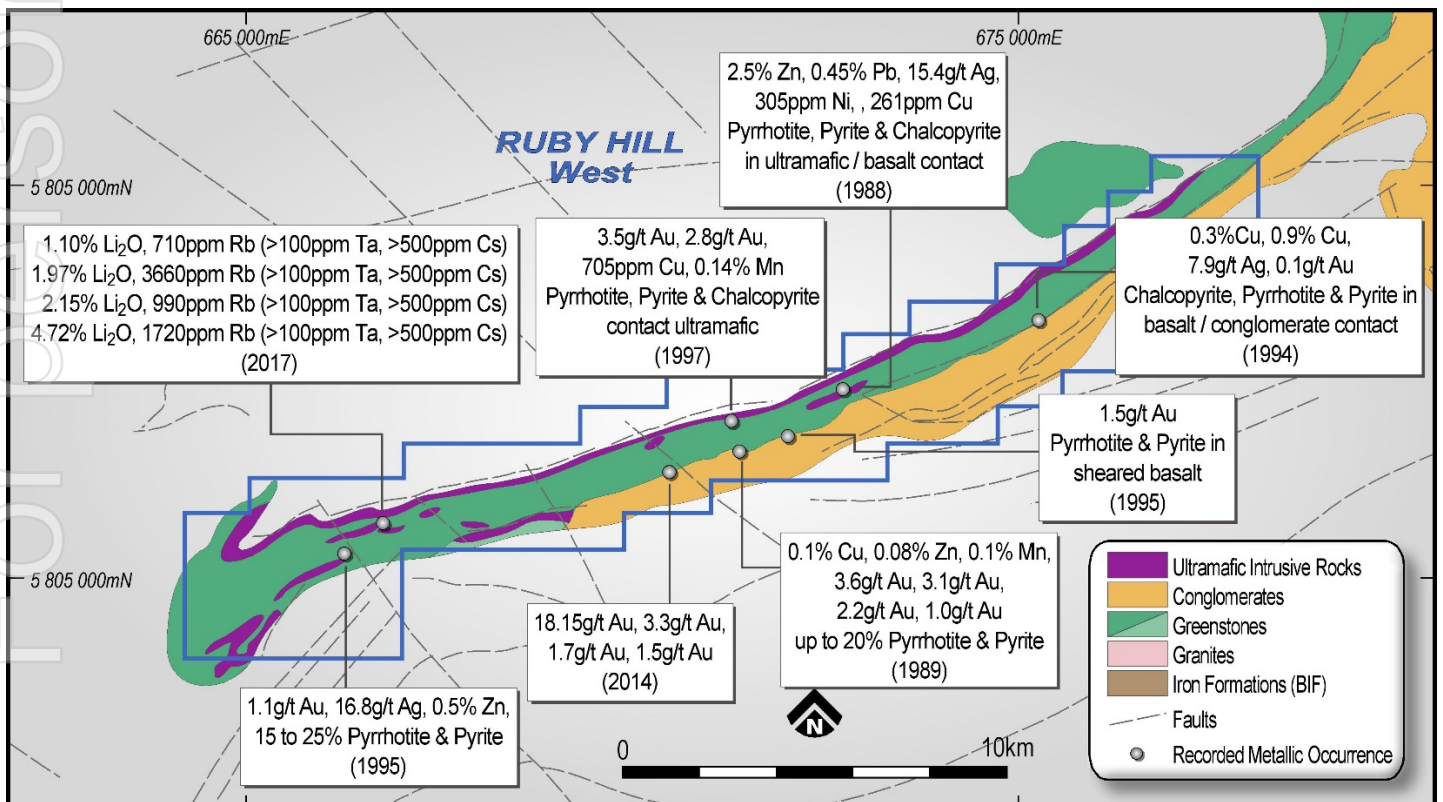 For personal
665 000mE
675 000mE
5 805 000mN
5 805 000mN
RUBY HILL
West
2.5% Zn, 0.45% Pb, 15.4g/t Ag,
305ppm Ni, , 261ppm Cu
Pyrrhotite, Pyrite & Chalcopyrite
in ultramafic / basalt contact
(1988)
1.10% Li₂O, 710ppm Rb (>100ppm Ta, >500ppm Cs)
1.97% Li₂O, 3660ppm Rb (>100ppm Ta, >500ppm Cs)
2.15% Li₂O, 990ppm Rb (>100ppm Ta, >500ppm Cs)
4.72% Li₂O, 1720ppm Rb (>100ppm Ta, >500ppm Cs)
(2017)
3.5g/t Au, 2.8g/t Au,
705ppm Cu, 0.14% Mn
Pyrrhotite, Pyrite & Chalcopyrite
contact ultramafic
(1997)
0.3%Cu, 0.9% Cu,
7.9g/t Ag, 0.1g/t Au
Chalcopyrite, Pyrrhotite & Pyrite in
basalt / conglomerate contact
(1994)
1.5g/t Au
Pyrrhotite & Pyrite in
sheared basalt
(1995)
0.1% Cu, 0.08% Zn, 0.1% Mn,
3.6g/t Au, 3.1g/t Au,
2.2g/t Au, 1.0g/t Au
up to 20% Pyrrhotite & Pyrite
(1989)
18.15g/t Au, 3.3g/t Au,
1.7g/t Au, 1.5g/t Au
(2014)
1.1g/t Au, 16.8g/t Ag, 0.5% Zn,
15 to 25% Pyrrhotite & Pyrite
(1995)
N
0
10km
Ultramafic Intrusive Rocks
Conglomerates
Greenstones
Granites
Iron Formations (BIF)
Faults
Recorded Metallic Occurrence